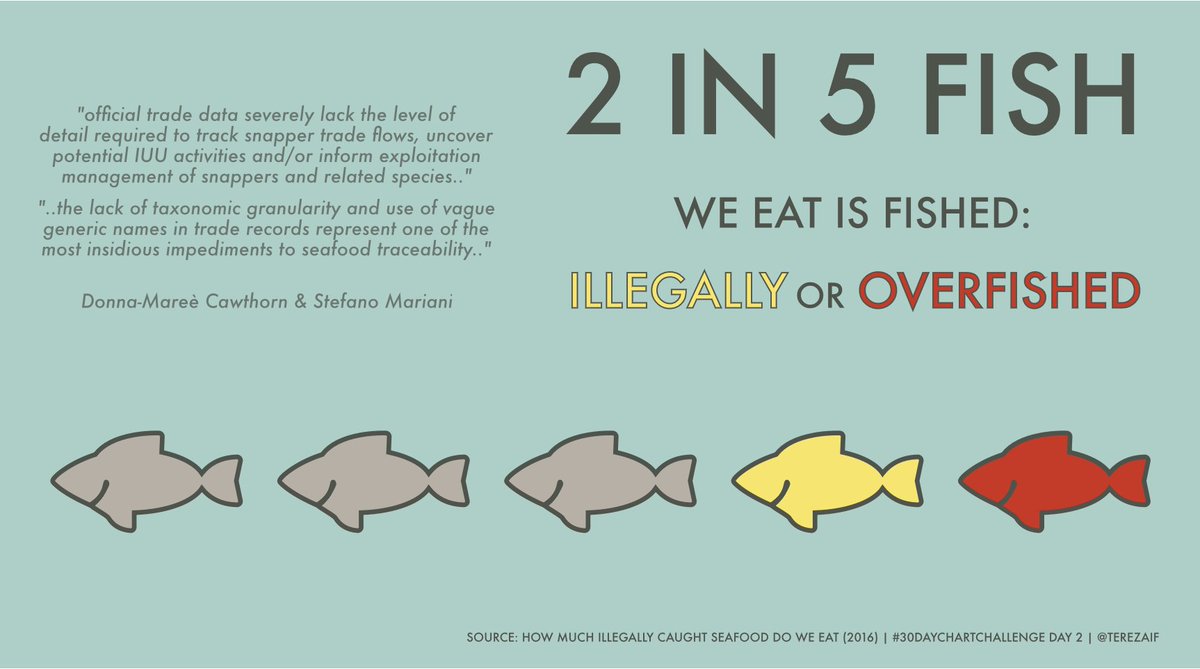 "official trade data severely lack the level of
detail required to track snapper trade flows, uncover
potential IUU activities and/or inform exploitation
management of snappers and related species.."
"..the lack of taxonomic granularity and use of vague
generic names in trade records represent one of the
most insidious impediments to seafood traceability.."
Donna-Mareè Cawthorn & Stefano Mariani
2 IN 5 FISH
WE EAT IS FISHED:
ILLEGALLY OR OVERFISHED
SOURCE: HOW MUCH ILLEGALLY CAUGHT SEAFOOD DO WE EAT (2016) | #30DAYCHARTCHALLENGE DAY 2 | @TEREZAIF